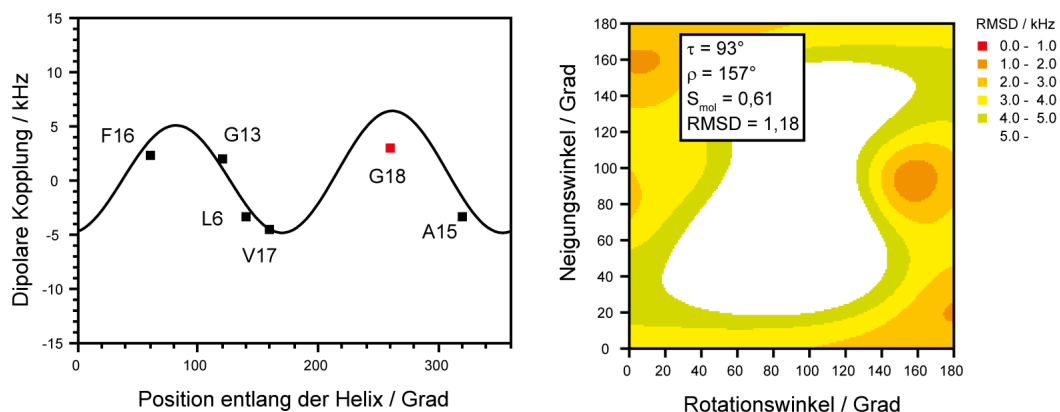 Dipolare Kopplung / kHz
15
10
5
0
-5
-10
-15
F16
G13
L6
V17
G18
A15
0
100
200
300
Position entlang der Helix / Grad
Neigungswinkel / Grad
180
160
140
120
100
80
60
40
20
0
τ = 93°
ρ = 157°
Smol = 0,61
RMSD = 1,18
0 20 40 60 80 100 120 140 160 180
Rotationswinkel / Grad
RMSD / kHz
0.0 - 1.0
1.0 - 2.0
2.0 - 3.0
3.0 - 4.0
4.0 - 5.0
5.0 -